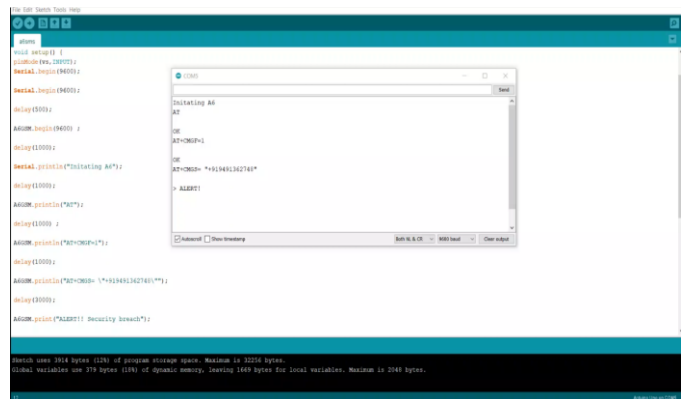 File Edit Sketch Tools Help
aliens
void setup() {
pinMode(vs,INPUT);
Serial.begin(9600);
Serial.begin(9600);
delay(500);
A6GSM.begin(9600) ;
delay(1000);
Serial.println("Initating A6");
delay(1000);
A6GSM.println("AT");
delay(1000) ;
A6GSM.println("AT+CMGF=1");
delay(1000);
A6GSM.println("AT+CMGS= \"+919491362740\"");
delay(3000);
A6GSM.print("ALERT!! Security breach");
COM5
Send
Initating A6
AT
OK
AT+CMGF=1
OK
AT+CMGS= "+919491362740"
> ALERT!
Autoscroll Show timestamp Both NL & CR 9600 baud Clear output
Sketch uses 3914 bytes (12%) of program storage space. Maximum is 32256 bytes.
Global variables use 379 bytes (18%) of dynamic memory, leaving 1669 bytes for local variables. Maximum is 2048 bytes.